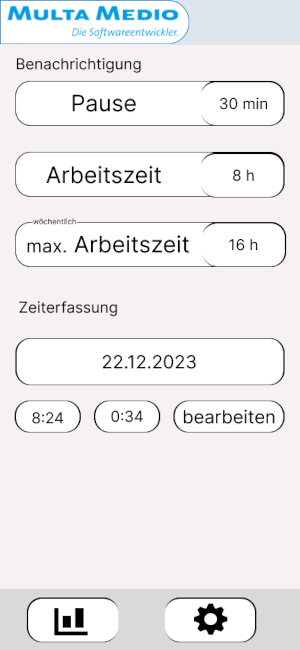 MULTA MEDIO
Die Softwareentwickler.
Benachrichtigung
Pause 30 min
Arbeitszeit 8 h
wöchentlich
max. Arbeitszeit 16 h
Zeiterfassung
22.12.2023
8:24 0:34 bearbeiten